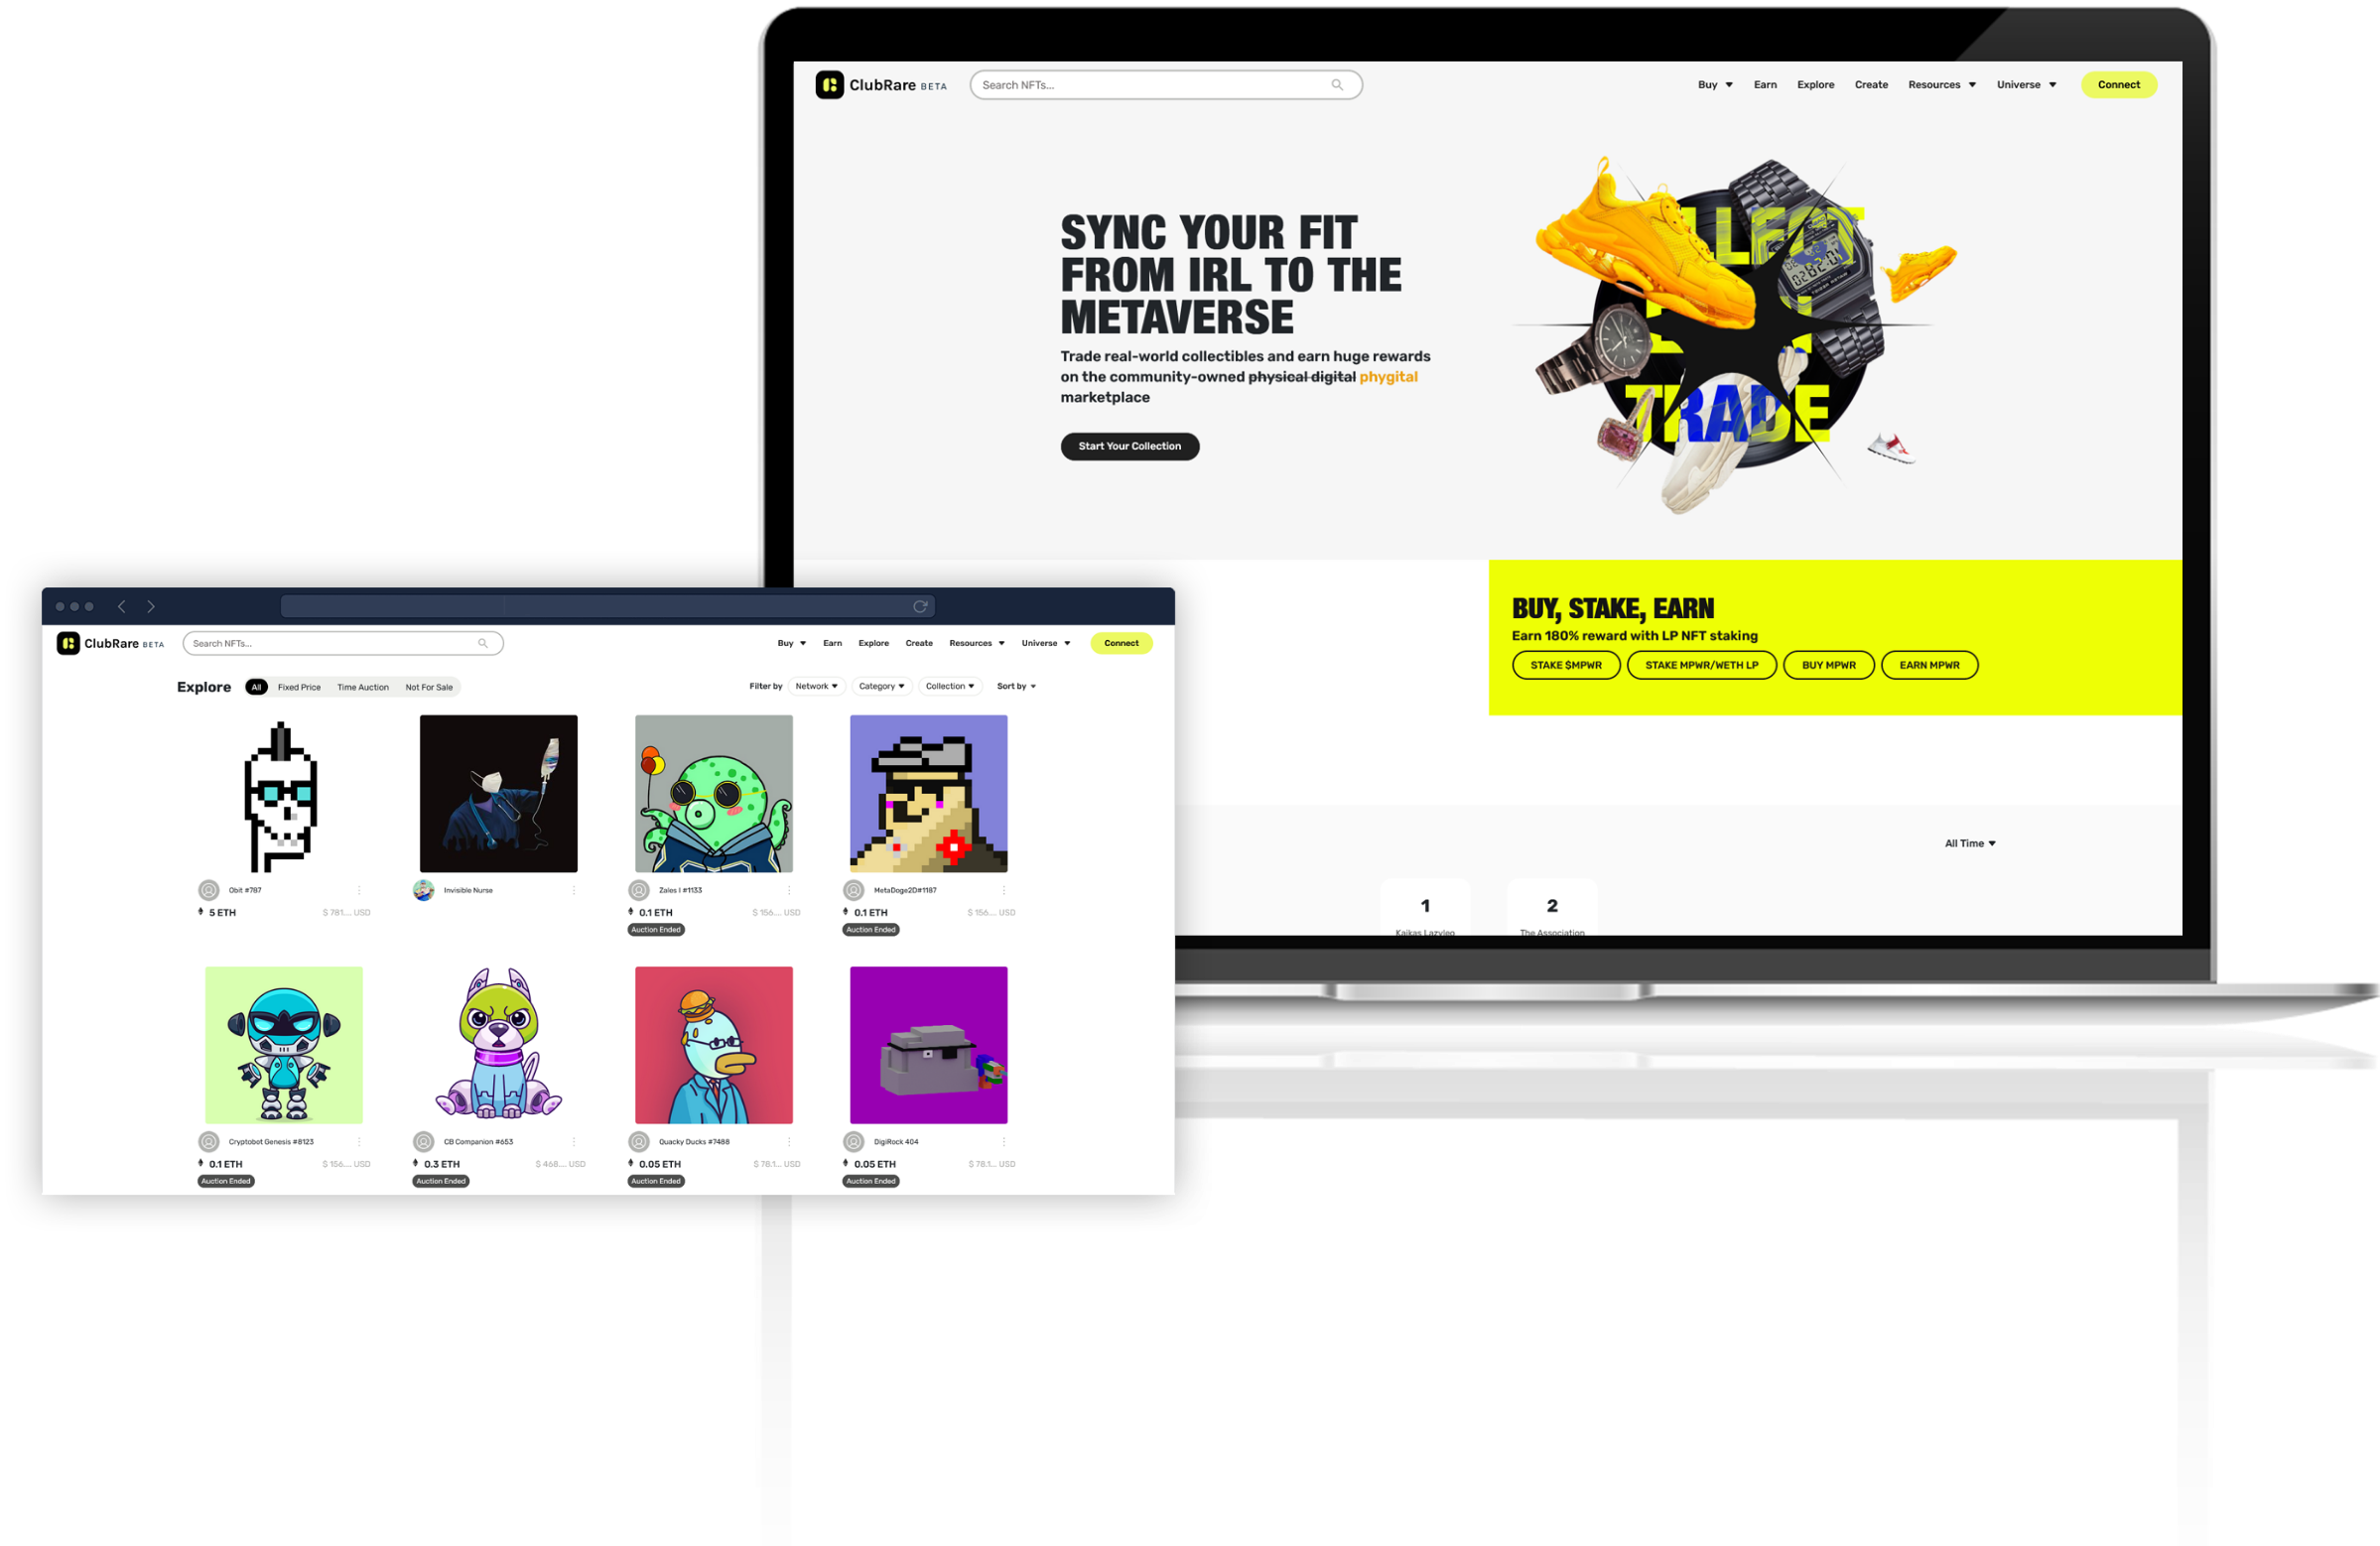 ClubRare BETA
Search NFTs...
Buy Earn Explore Create Resources Universe Connect
SYNC YOUR FIT
FROM IRL TO THE
METAVERSE
Trade real-world collectibles and earn huge rewards
on the community-owned physical digital phygital
marketplace
Start Your Collection
TRADE
BUY, STAKE, EARN
Earn 180% reward with LP NFT staking
STAKE $MPWR STAKE MPWR/WETH LP BUY MPWR EARN MPWR
All Time
1 2
Kaikas Lazyleo The Association
ClubRare BETA
Search NFTs...
Buy Earn Explore Create Resources Universe Connect
Explore All Fixed Price Time Auction Not For Sale Filter by Network Category Collection Sort by
Obit #787 Invisible Nurse Zales I #1133 MetaDoge2D#1187
5 ETH $ 781.... USD 0.1 ETH $ 156.... USD 0.1 ETH $ 156.... USD
Auction Ended Auction Ended
Cryptobot Genesis #8123 CB Companion #653 Quacky Ducks #7488 DigiRock 404
0.1 ETH $ 156.... USD 0.3 ETH $ 468.... USD 0.05 ETH $ 78.1... USD 0.05 ETH $ 78.1... USD
Auction Ended Auction Ended Auction Ended Auction Ended